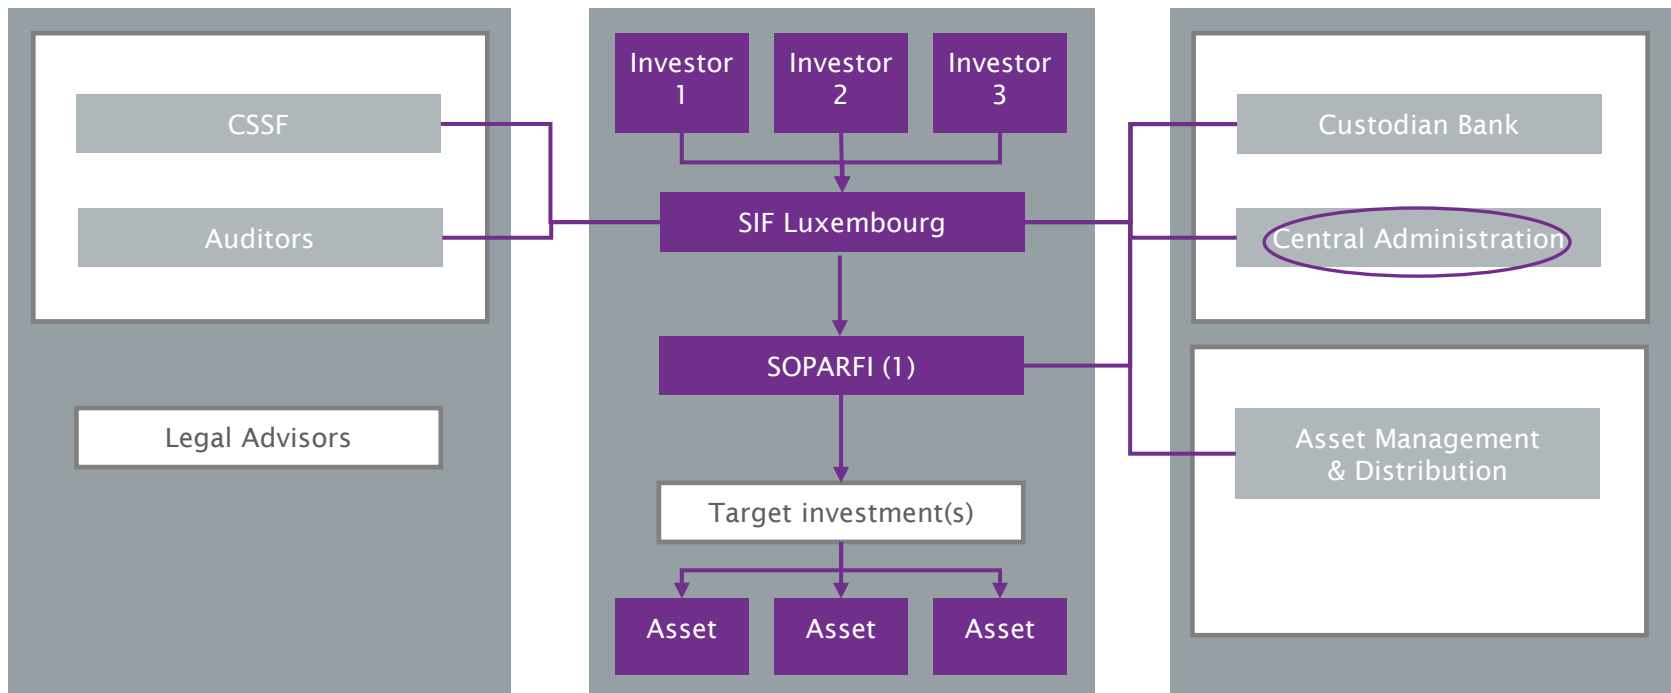 CSSF
Auditors
Legal Advisors
Investor
1
Investor
2
Investor
3
SIF Luxembourg
SOPARFI (1)
Target investment(s)
Asset
Asset
Asset
Custodian Bank
Central Administration
Asset Management
& Distribution